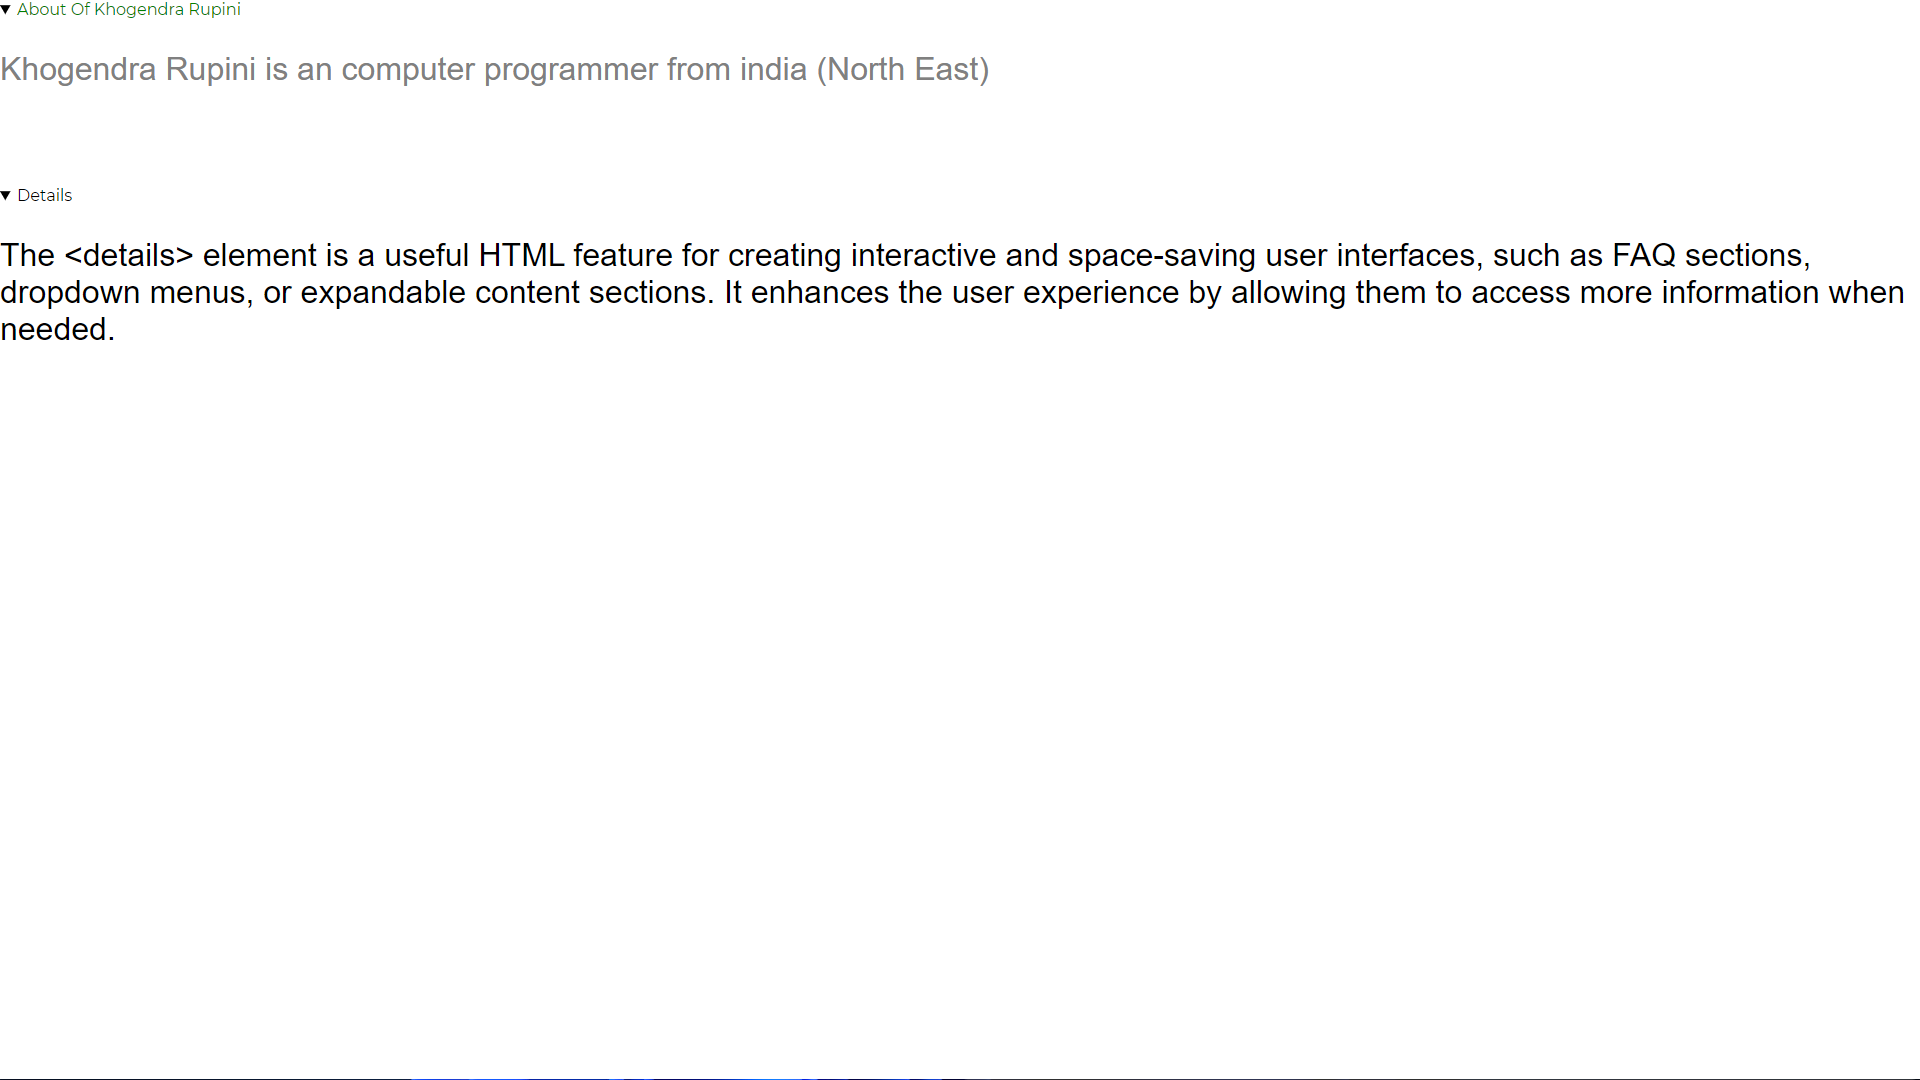 About Of Khogendra Rupini
Khogendra Rupini is an computer programmer from india (North East)
Details
The <details> element is a useful HTML feature for creating interactive and space-saving user interfaces, such as FAQ sections,
dropdown menus, or expandable content sections. It enhances the user experience by allowing them to access more information when
needed.